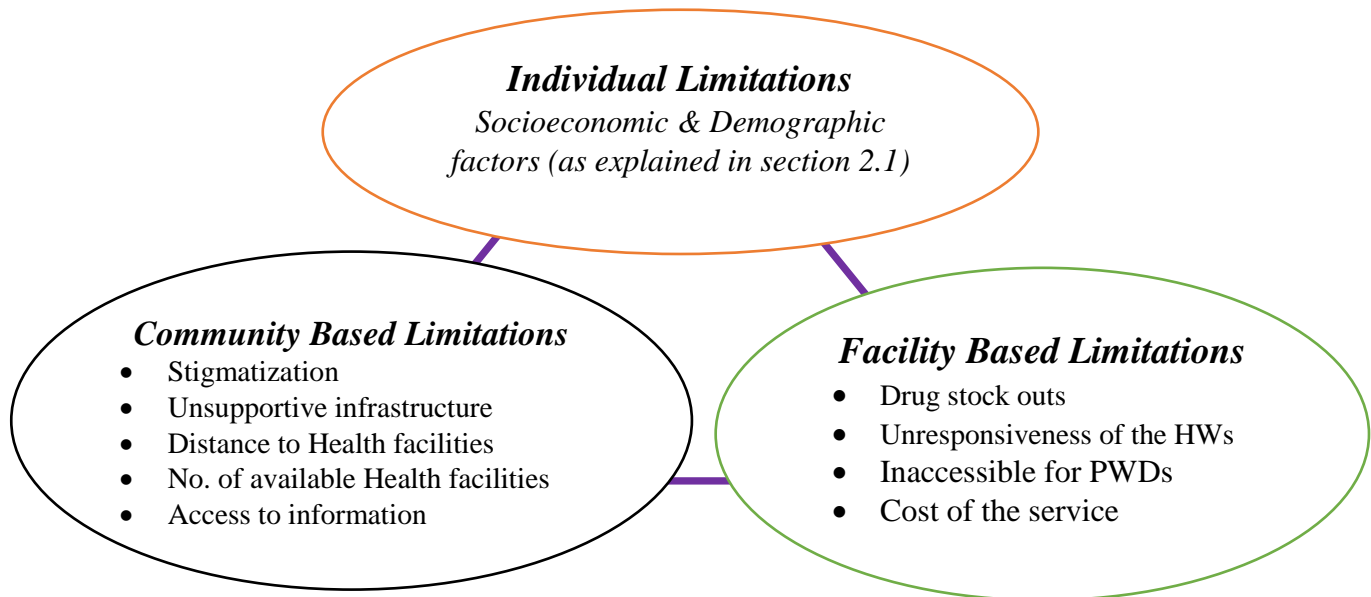 Individual Limitations
Socioeconomic & Demographic
factors (as explained in section 2.1)
Community Based Limitations
• Stigmatization
• Unsupportive infrastructure
• Distance to Health facilities
• No. of available Health facilities
• Access to information
Facility Based Limitations
• Drug stock outs
• Unresponsiveness of the HWs
• Inaccessible for PWDs
• Cost of the service